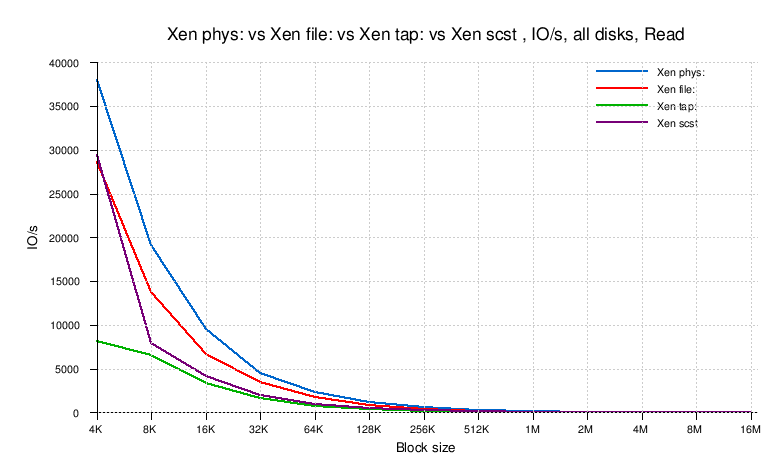 Xen phys: vs Xen file: vs Xen tap: vs Xen scst , IO/s, all disks, Read
40000
35000
30000
25000
20000
15000
10000
5000
0
IO/s
Xen phys:
Xen file:
Xen tap:
Xen scst
4K 8K 16K 32K 64K 128K 256K 512K 1M 2M 4M 8M 16M
Block size